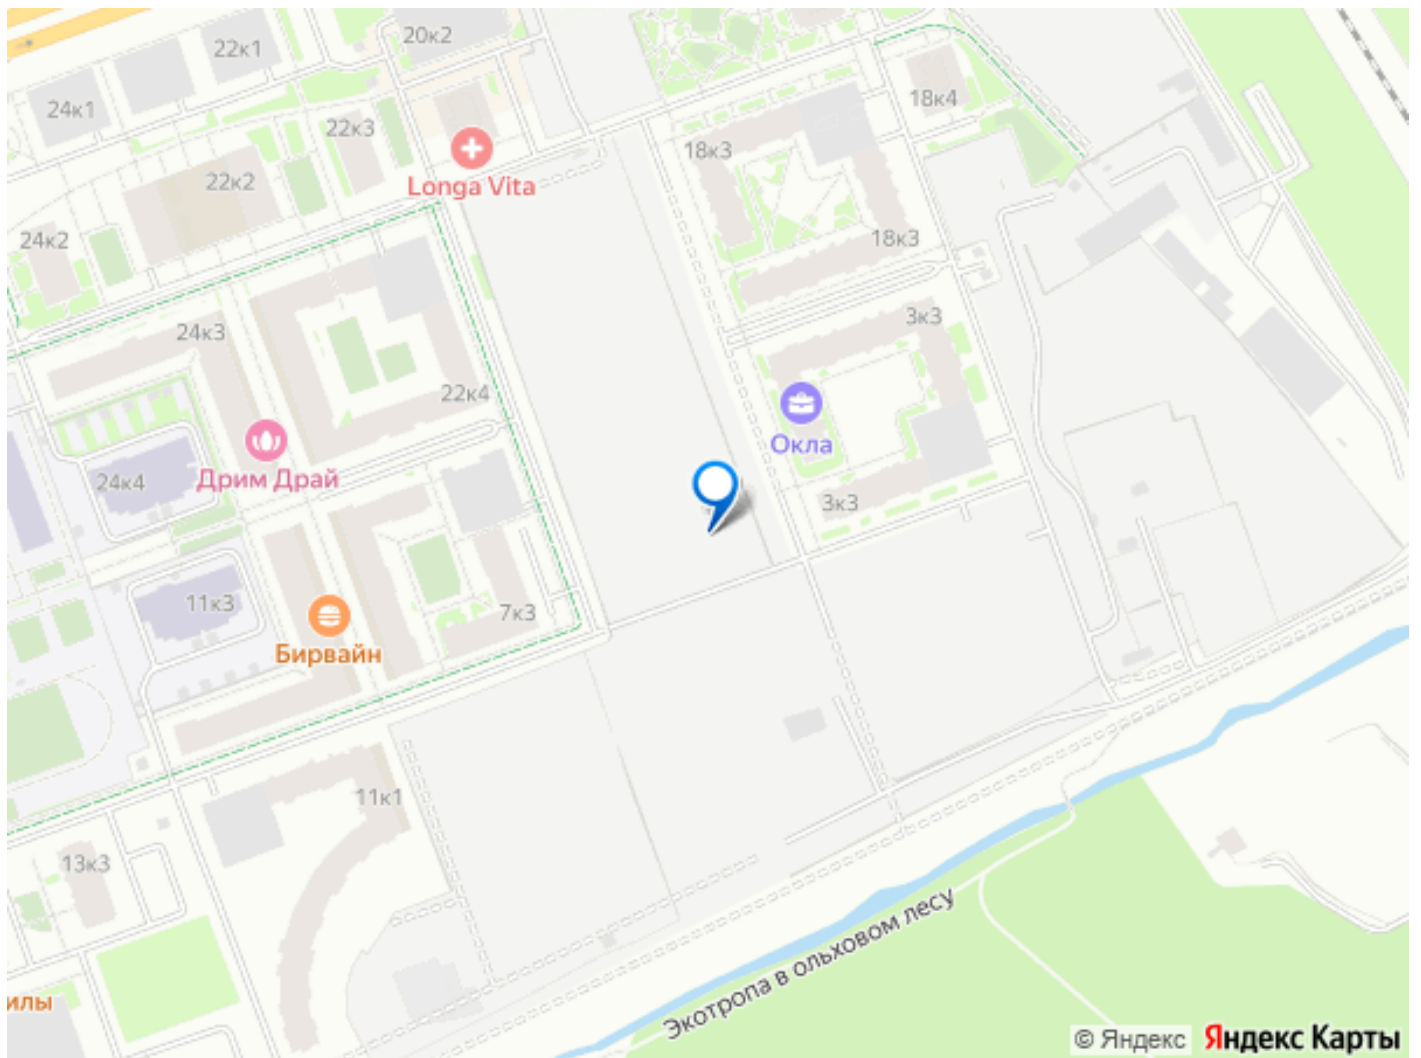 22к1
20к2
24к1
22к3
18к4
Longa Vita
18к3
22к2
24к2
18к3
24к3
3к3
22к4
Окла
Дрим Драй
24к4
3к3
11к3
7к3
Бирвайн
11к1
13к3
Экотропа в ольховом лесу
илы
© Яндекс Яндекс Карты